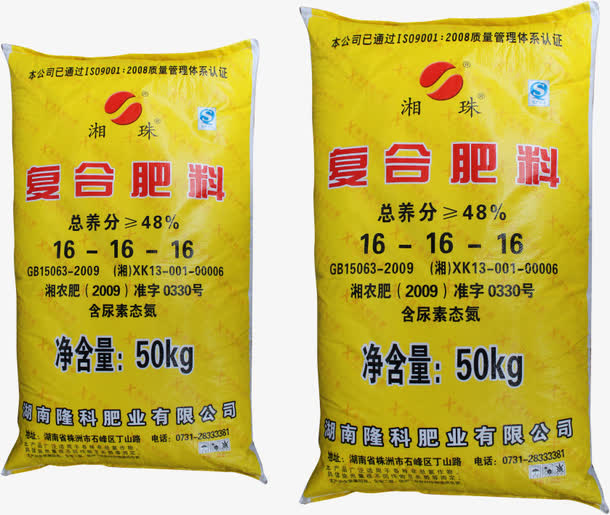 本公司已通过ISO9001:2008质量管理体系认证
湘珠®
复合肥料
总养分≥48%
16 - 16 - 16
GB15063-2009 (湘)XK13-001-00006
湘农肥(2009)准字0330号
含尿素态氮
净含量: 50kg
湖南隆科肥业有限公司
地址: 湖南省株洲市石峰区丁山路 电话: 0731-28333381
本公司已通过ISO9001:2008质量管理体系认证
湘珠®
复合肥料
总养分≥48%
16 - 16 - 16
GB15063-2009 (湘)XK13-001-00006
湘农肥(2009)准字0330号
含尿素态氮
净含量: 50kg
湖南隆科肥业有限公司
地址: 湖南省株洲市石峰区丁山路 电话: 0731-28333381